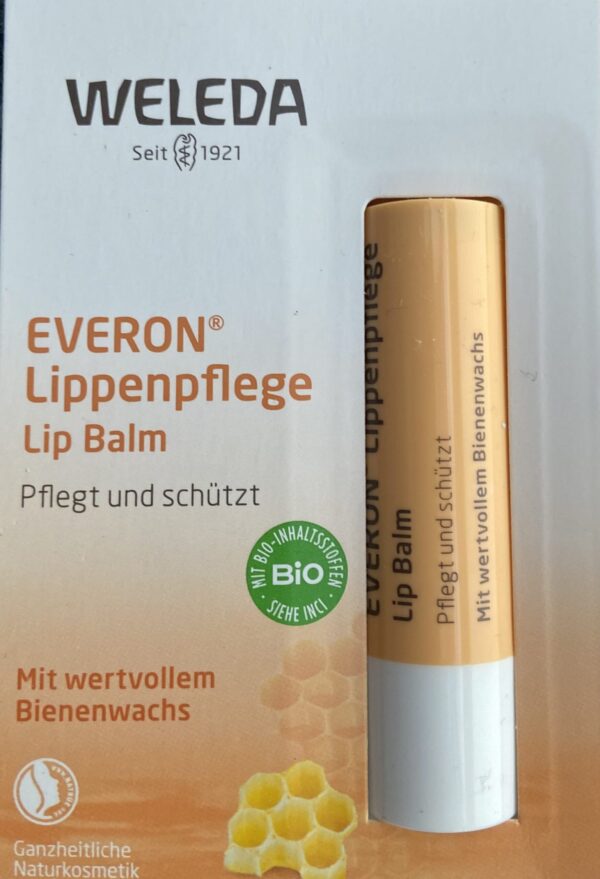 WELEDA
Seit 1921
EVERON®
Lippenpflege
Lip Balm
Pflegt und schützt
MIT BIO-INHALTSSTOFFEN
BiO
SIEHE INCI
Mit wertvollem
Bienenwachs
Ganzheitliche
Naturkosmetik
EVERON Lippenpflege
Lip Balm
Pflegt und schützt
Mit wertvollem Bienenwachs